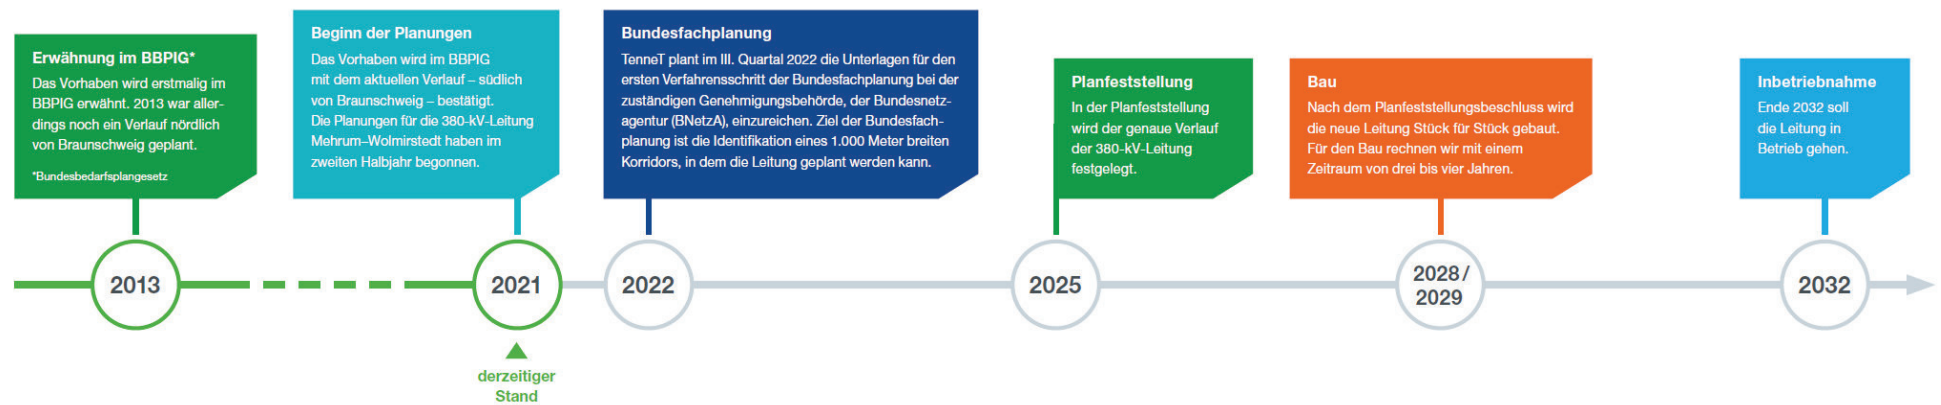 Erwähnung im BBPlG*
Das Vorhaben wird erstmalig im
BBPlG erwähnt. 2013 war aller-
dings noch ein Verlauf nördlich
von Braunschweig geplant.
*Bundesbedarfsplangesetz
Beginn der Planungen
Das Vorhaben wird im BBPlG
mit dem aktuellen Verlauf – südlich
von Braunschweig – bestätigt.
Die Planungen für die 380-kV-Leitung
Mehrum–Wolmirstedt haben im
zweiten Halbjahr begonnen.
Bundesfachplanung
TenneT plant im III. Quartal 2022 die Unterlagen für den
ersten Verfahrensschritt der Bundesfachplanung bei der
zuständigen Genehmigungsbehörde, der Bundesnetz-
agentur (BNetzA), einzureichen. Ziel der Bundesfach-
planung ist die Identifikation eines 1.000 Meter breiten
Korridors, in dem die Leitung geplant werden kann.
Planfeststellung
In der Planfeststellung
wird der genaue Verlauf
der 380-kV-Leitung
festgelegt.
Bau
Nach dem Planfeststellungsbeschluss wird
die neue Leitung Stück für Stück gebaut.
Für den Bau rechnen wir mit einem
Zeitraum von drei bis vier Jahren.
Inbetriebnahme
Ende 2032 soll
die Leitung in
Betrieb gehen.
2013
2021
2022
2025
2028/
2029
2032
derzeitiger
Stand